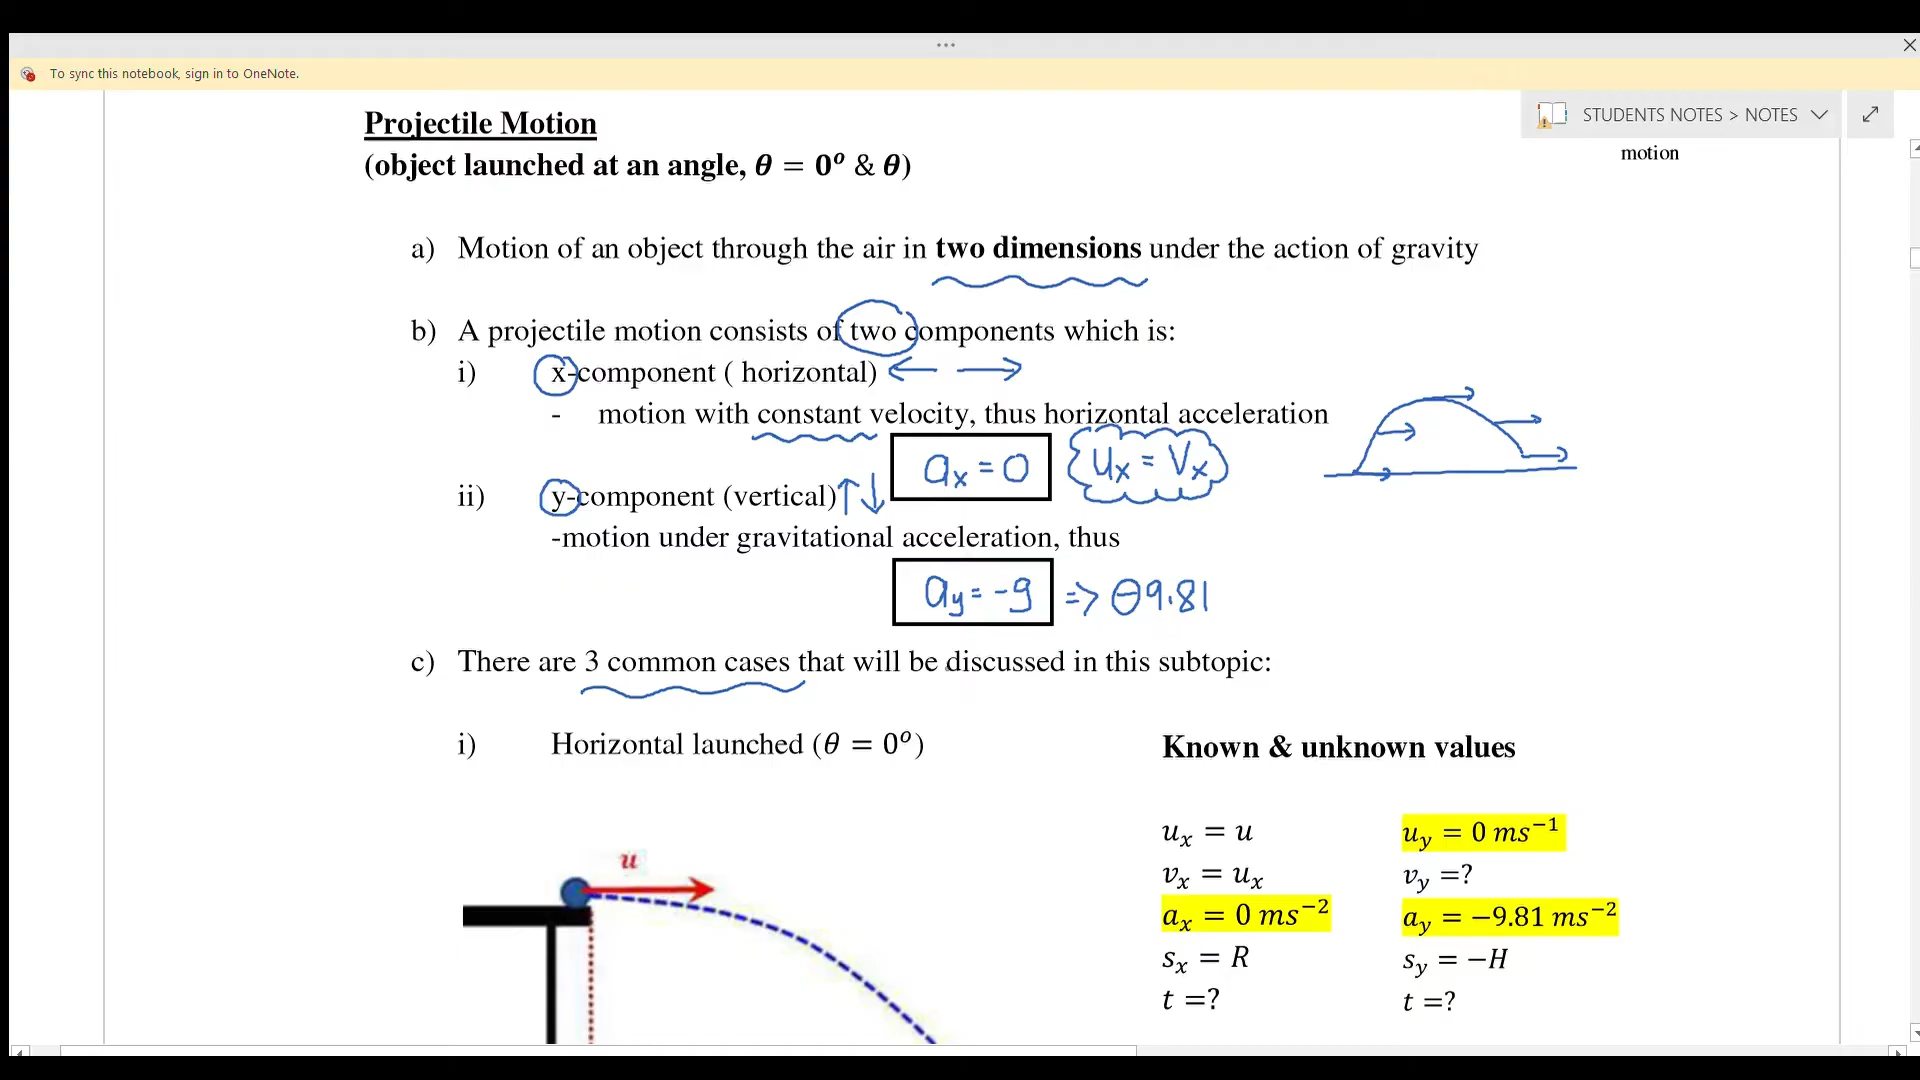 To sync this notebook, sign in to OneNote.
STUDENTS NOTES > NOTES
motion
Projectile Motion
(object launched at an angle, θ = 0° & θ)
a) Motion of an object through the air in two dimensions under the action of gravity
b) A projectile motion consists of two components which is:
i) x-component ( horizontal) ← →
- motion with constant velocity, thus horizontal acceleration
ax = 0 ux = vx
ii) y-component (vertical) ↑↓
-motion under gravitational acceleration, thus
ay = -g => -9.81
c) There are 3 common cases that will be discussed in this subtopic:
i) Horizontal launched (θ = 0°)
Known & unknown values
uₓ = u u_y = 0 ms⁻¹
vₓ = uₓ v_y =?
aₓ = 0 ms⁻² a_y = −9.81 ms⁻²
sₓ = R s_y = −H
t =? t =?
u